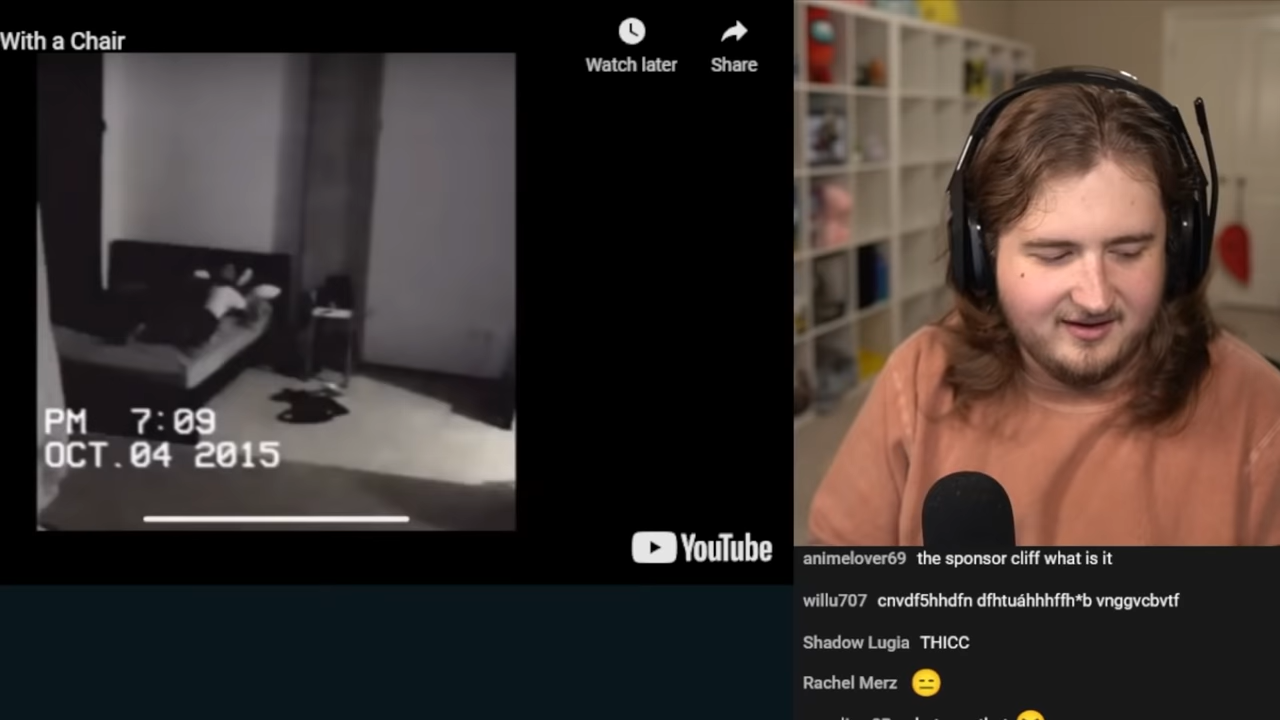 With a Chair
Watch later
Share
PM 7:09
OCT.04 2015
YouTube
animelover69 the sponsor cliff what is it
willu707 cnvdf5hhdfn dfhtuáhhhffh*b vnggvcbvtf
Shadow Lugia THICC
Rachel Merz 😑